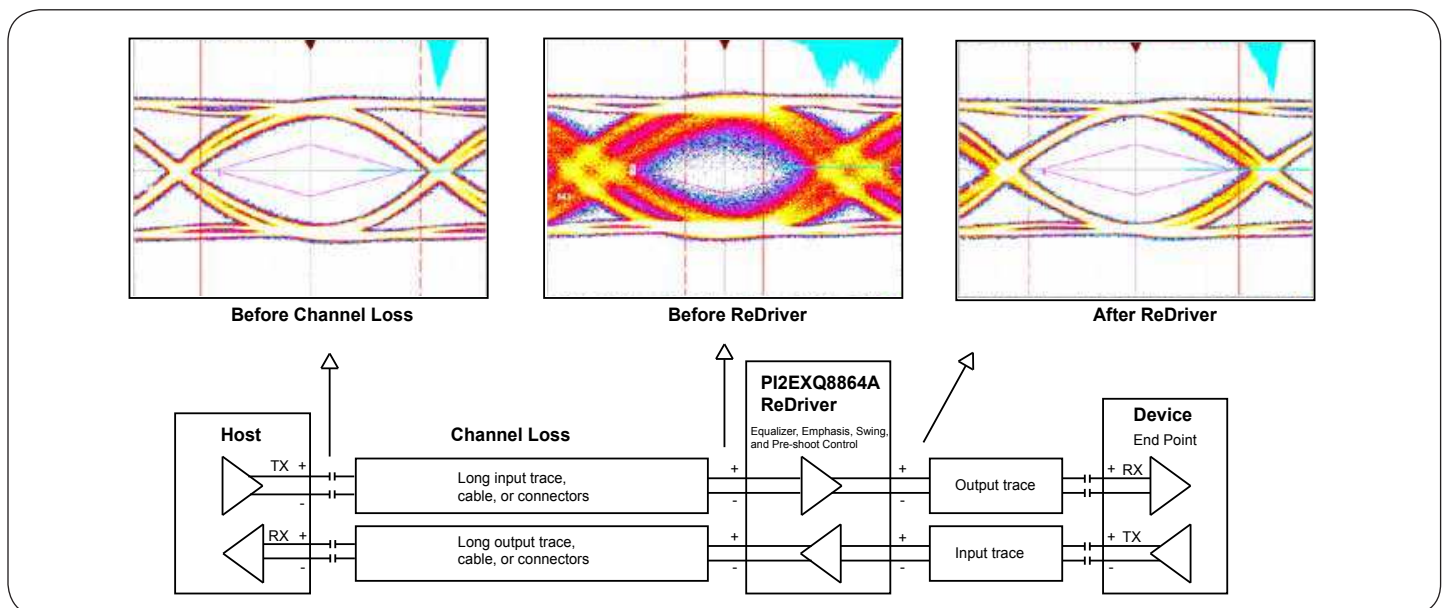 Before Channel Loss
Before ReDriver
After ReDriver
PI2EXQ8864A
ReDriver
Equalizer, Emphasis, Swing,
and Pre-shoot Control
Host
Channel Loss
Device
End Point
TX +
-
Long input trace,
cable, or connectors
+
-
+
-
Output trace
+ RX
-
RX +
-
Long output trace,
cable, or connectors
+
-
+
-
Input trace
+ TX
-